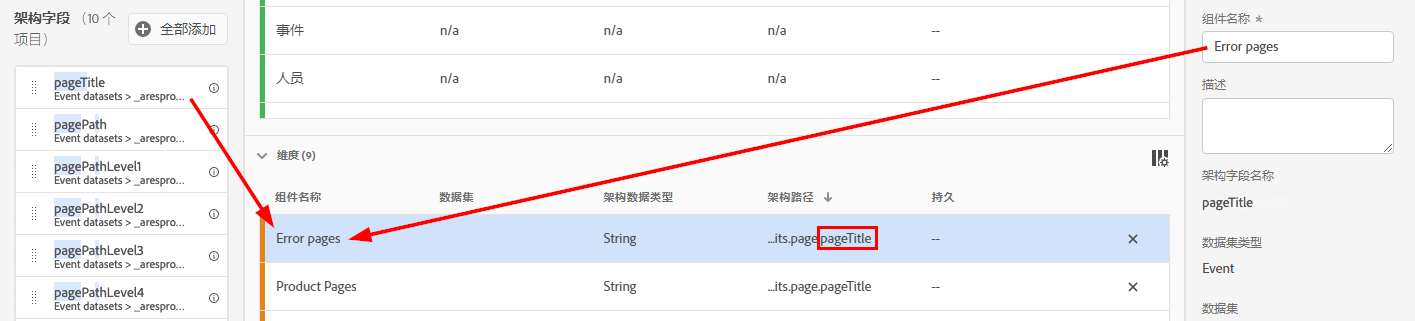 架构字段 （10 个
项目）
全部添加
pageTitle
Event datasets > _arespro...
pagePath
Event datasets > _arespro...
pagePathLevel1
Event datasets > _arespro...
pagePathLevel2
Event datasets > _arespro...
pagePathLevel3
Event datasets > _arespro...
pagePathLevel4
Event datasets > _arespro...
事件 n/a n/a n/a --
人员 n/a n/a n/a --
维度 (9)
组件名称 数据集 架构数据类型 架构路径 ↓ 持久
Error pages String ...its.page.pageTitle -- ×
Product Pages String ...its.page.pageTitle -- ×
组件名称 *
Error pages
描述
架构字段名称
pageTitle
数据集类型
Event
数据集